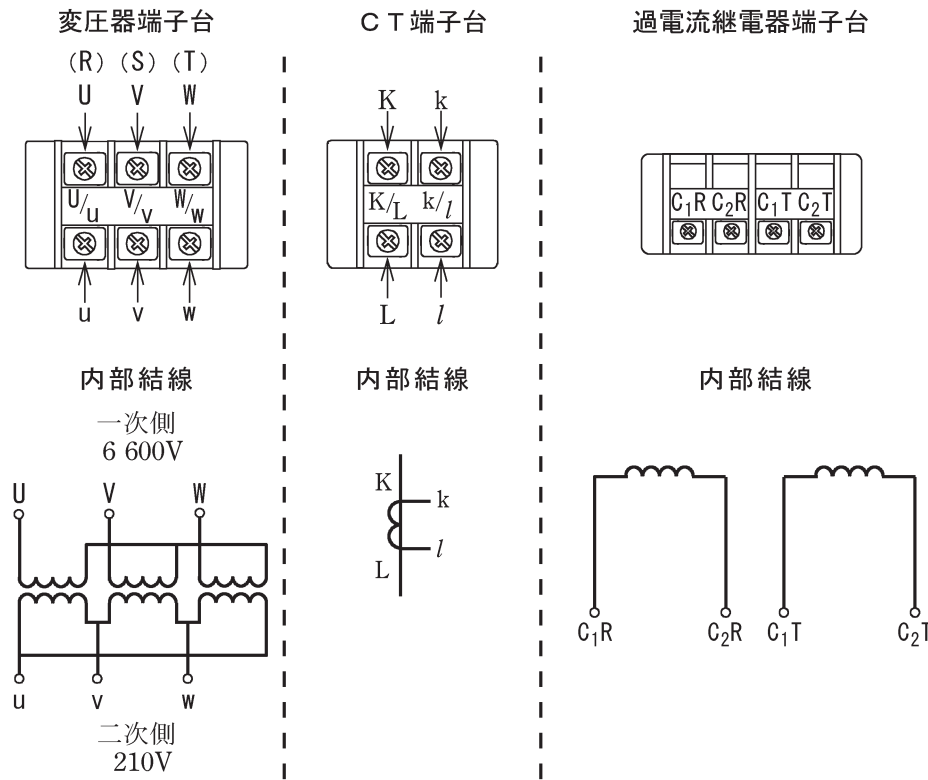 変圧器端子台
(R) (S) (T)
U V W
U/u V/v W/w
u v w
内部結線
一次側
6 600V
U V W
u v w
二次側
210V
CT端子台
K k
K/L k/l
L l
内部結線
K
k
l
L
過電流継電器端子台
C₁R C₂R C₁T C₂T
内部結線
C₁R C₂R C₁T C₂T